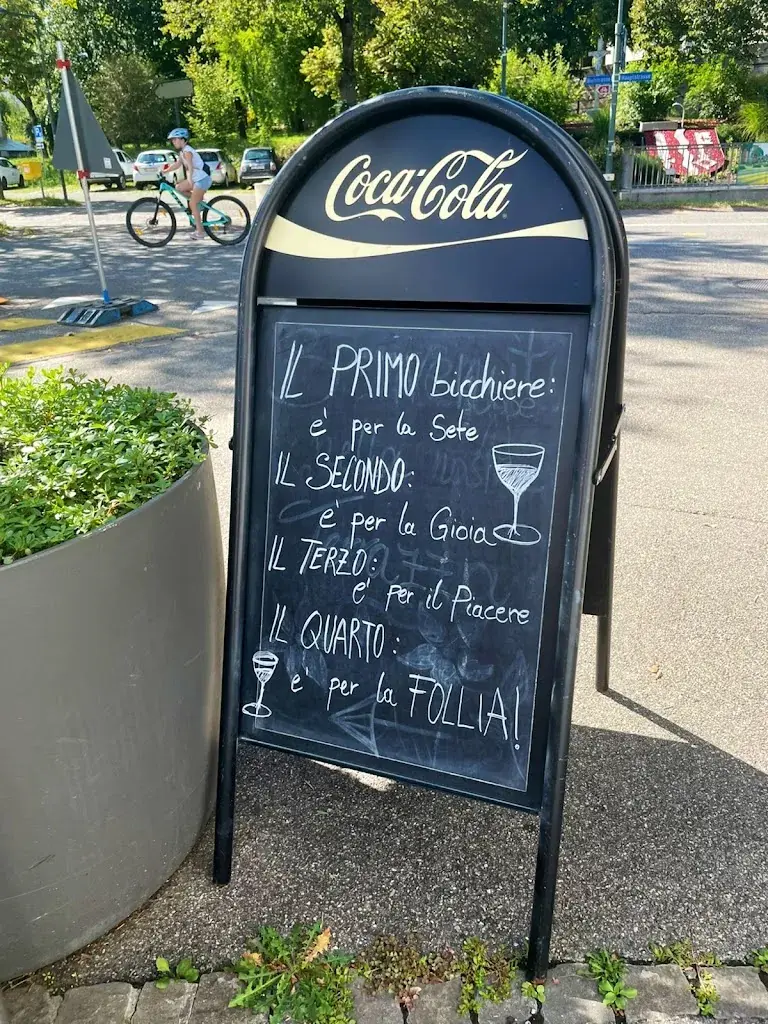 Coca-Cola
IL PRIMO bicchiere:
e' per la Sete
IL SECONDO:
e' per la Gioia
IL TERZO:
e' per il Piacere
IL QUARTO:
e' per la FOLLIA!